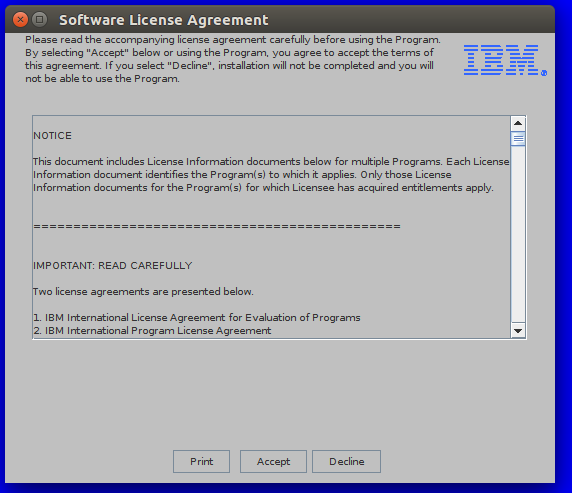 Software License Agreement
Please read the accompanying license agreement carefully before using the Program.
By selecting "Accept" below or using the Program, you agree to accept the terms of
this agreement. If you select "Decline", installation will not be completed and you will
not be able to use the Program.
IBM®
NOTICE
This document includes License Information documents below for multiple Programs. Each License
Information document identifies the Program(s) to which it applies. Only those License
Information documents for the Program(s) for which Licensee has acquired entitlements apply.
==============================================
IMPORTANT: READ CAREFULLY
Two license agreements are presented below.
1. IBM International License Agreement for Evaluation of Programs
2. IBM International Program License Agreement
Print
Accept
Decline